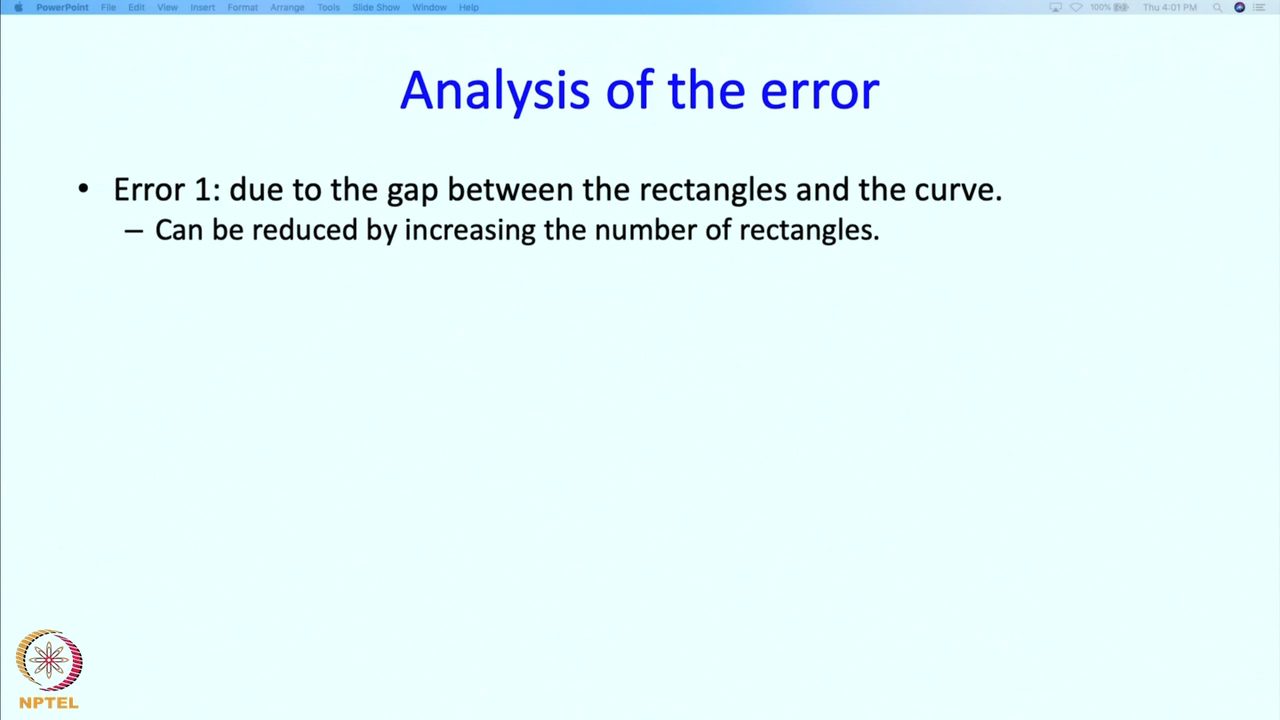 PowerPoint File Edit View Insert Format Arrange Tools Slide Show Window Help 100% Thu 4:01 PM
Analysis of the error
• Error 1: due to the gap between the rectangles and the curve.
– Can be reduced by increasing the number of rectangles.
NPTEL